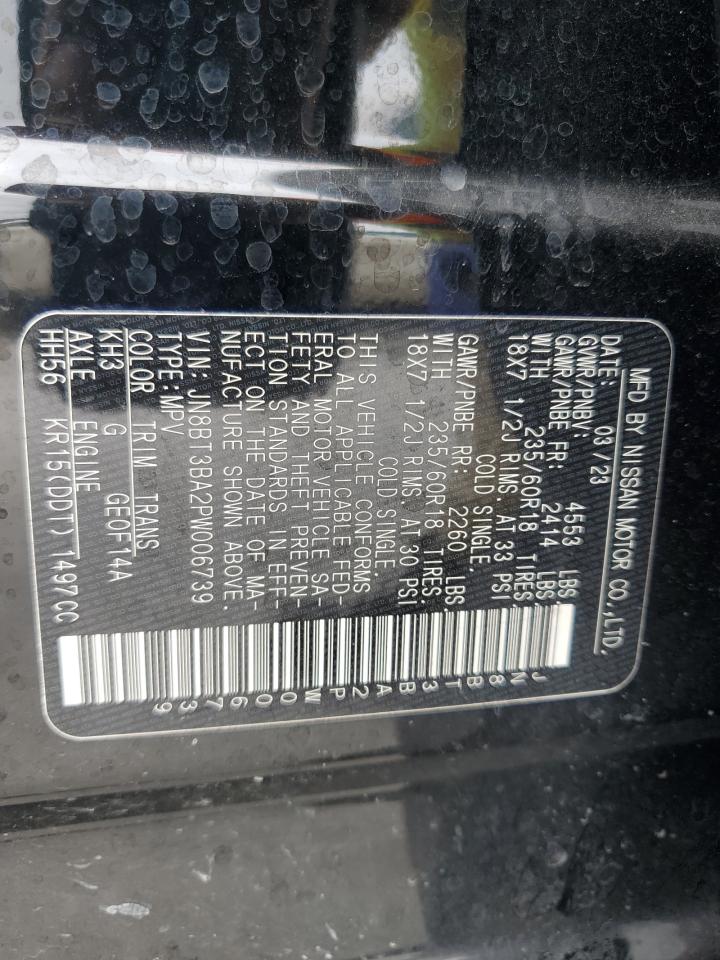 MFD BY NISSAN MOTOR CO.,LTD.
DATE: 03/23
GVWR/PNBV: 4553 LBS.
GAWR/PNBE FR: 2414 LBS.
WITH 235/60R18 TIRES,
18X7 1/2J RIMS, AT 33 PSI
COLD SINGLE.
GAWR/PNBE RR: 2260 LBS.
WITH 235/60R18 TIRES,
18X7 1/2J RIMS, AT 30 PSI
COLD SINGLE
THIS VEHICLE CONFORMS
TO ALL APPLICABLE FED-
ERAL MOTOR VEHICLE SA-
FETY AND THEFT PREVEN-
TION STANDARDS IN EFF-
ECT ON THE DATE OF MA-
NUFACTURE SHOWN ABOVE.
VIN: JN8BT3BA2PW006739
TYPE: MPV
COLOR TRIM TRANS
KH3 G GE0F14A
AXLE ENGINE
HH56 KR15(DDT) 1497CC
JN8BT3BA2PW006739